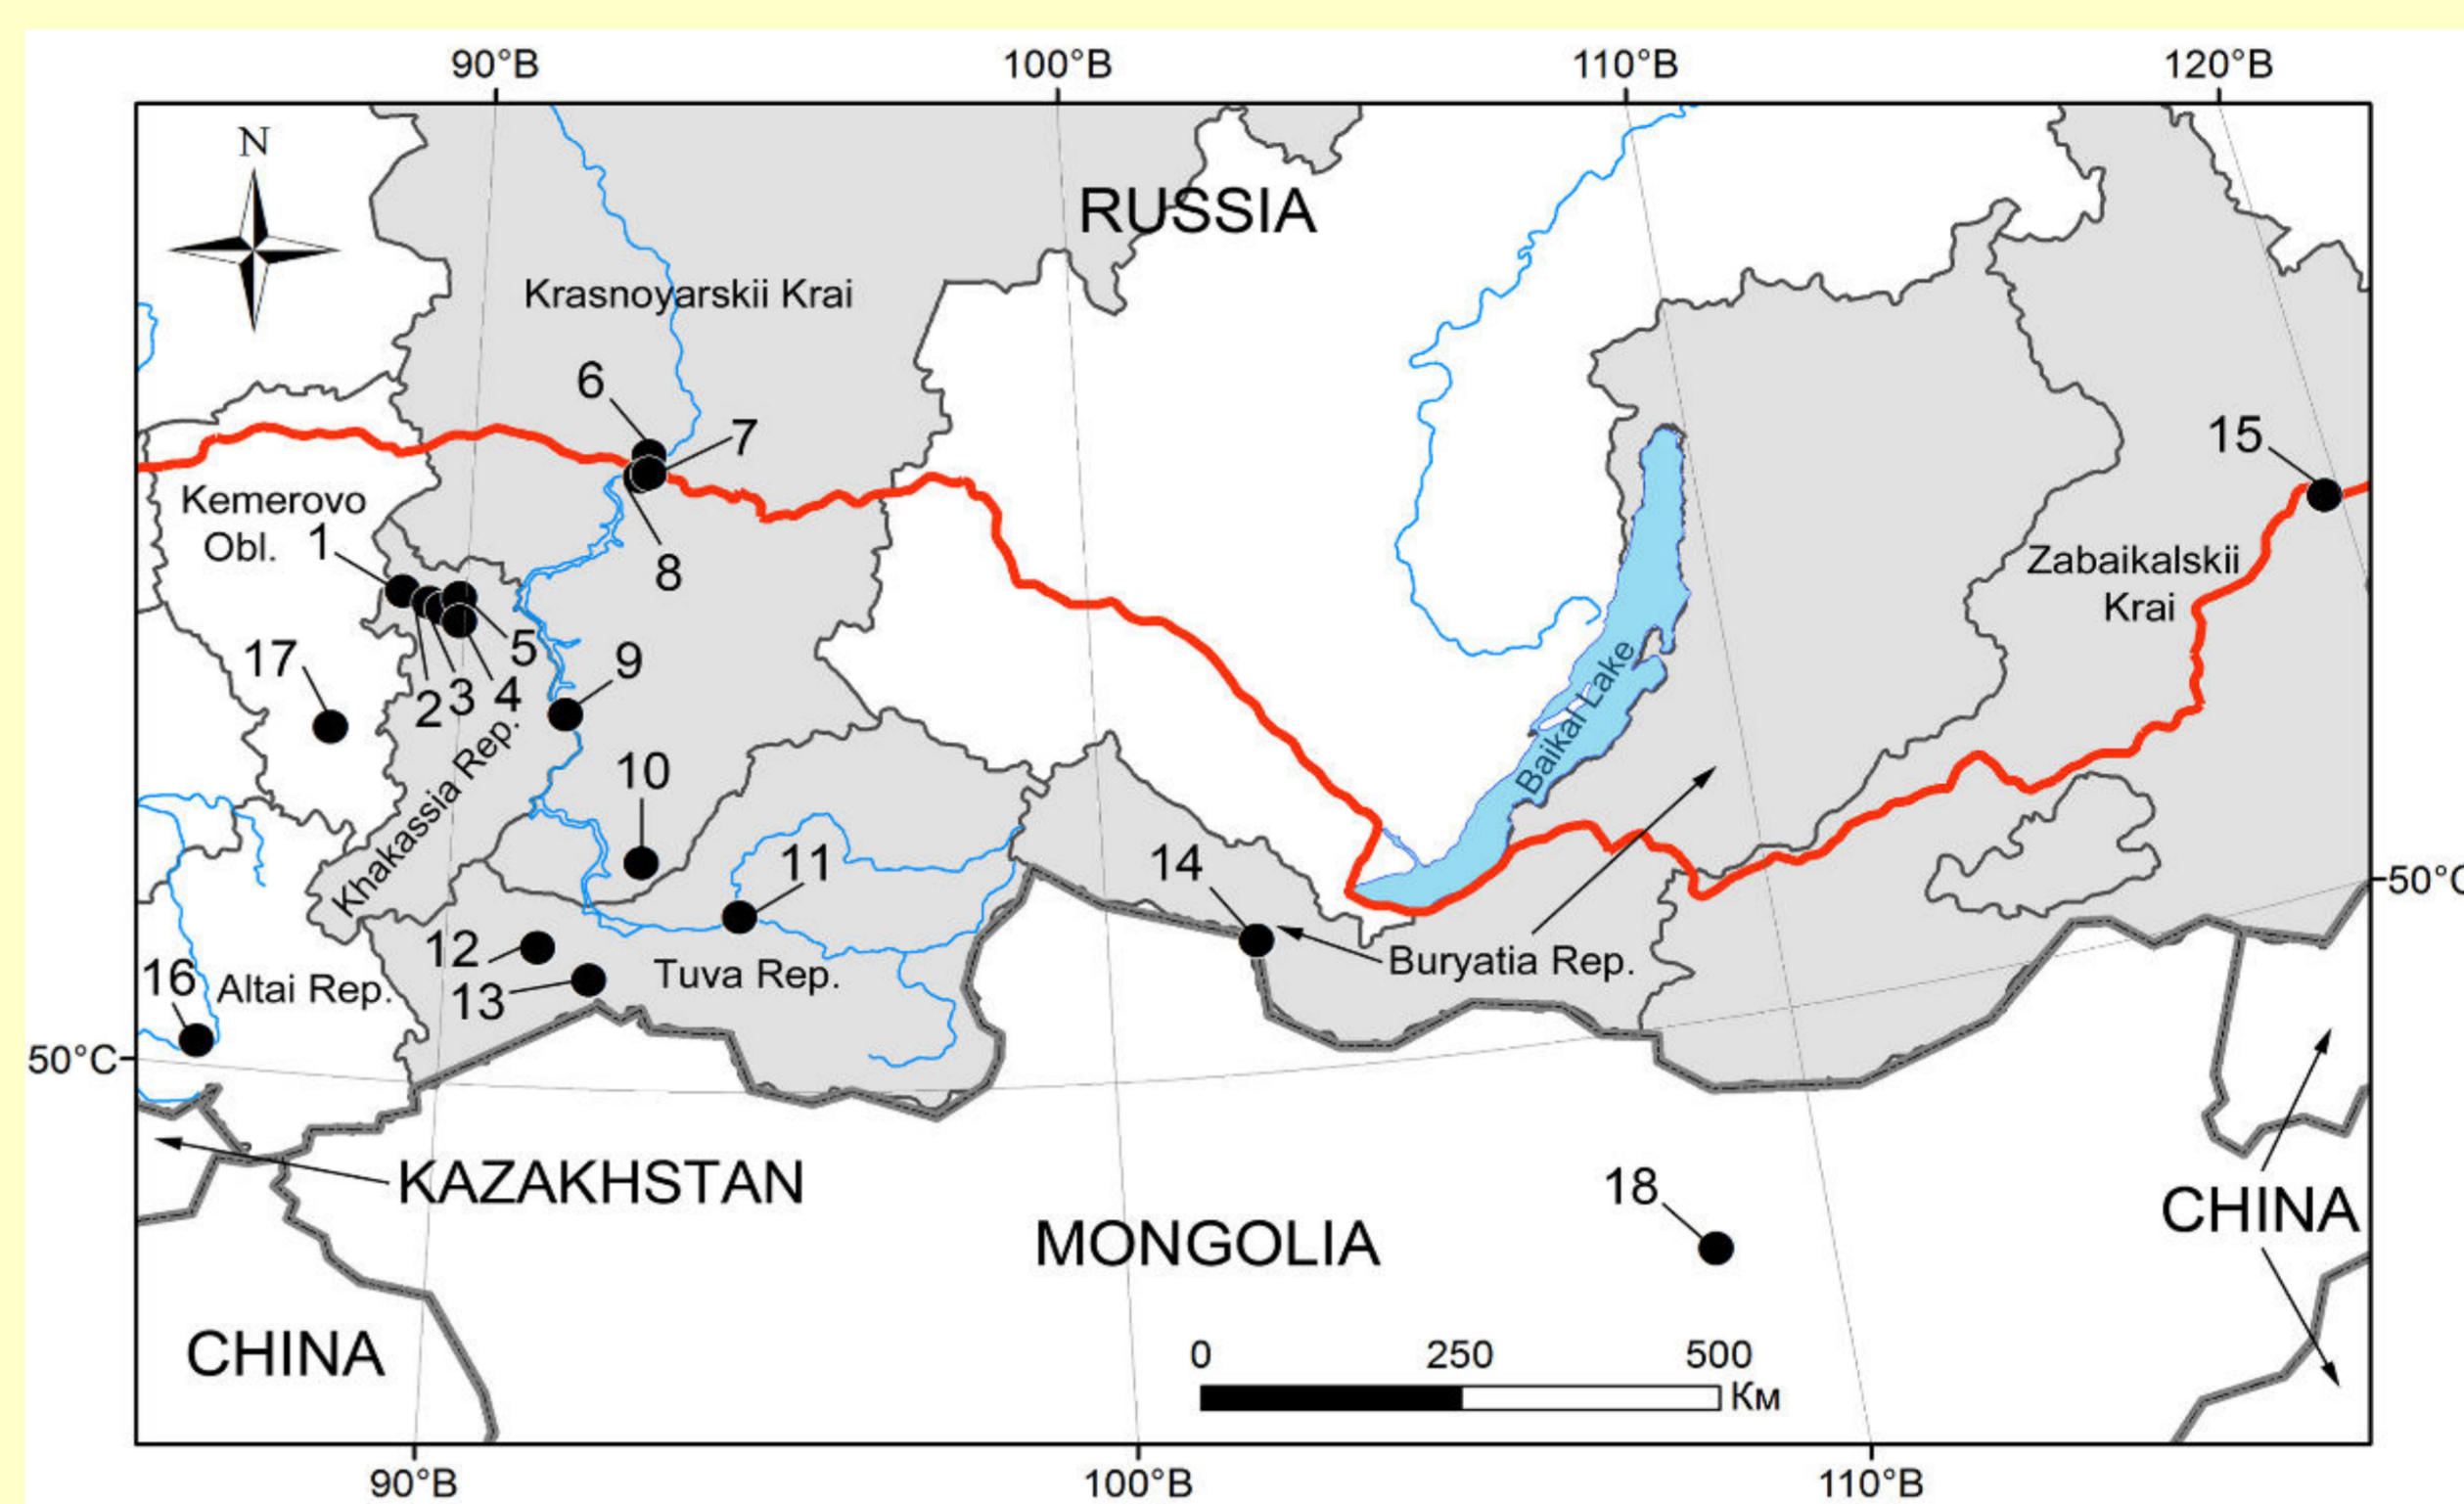 90°B 100°B 110°B 120°B
N
RUSSIA
Krasnoyarskii Krai
6
7
15
Kemerovo
Obl.
1
8
Zabaikalskii
Krai
5
17
9
2
3
4
Baikal Lake
Khakassia Rep.
10
11
14
50°C
12
Buryatia Rep.
16
Altai Rep.
13
Tuva Rep.
50°C
KAZAKHSTAN
18
CHINA
MONGOLIA
CHINA
0 250 500
Км
90°B 100°B 110°B